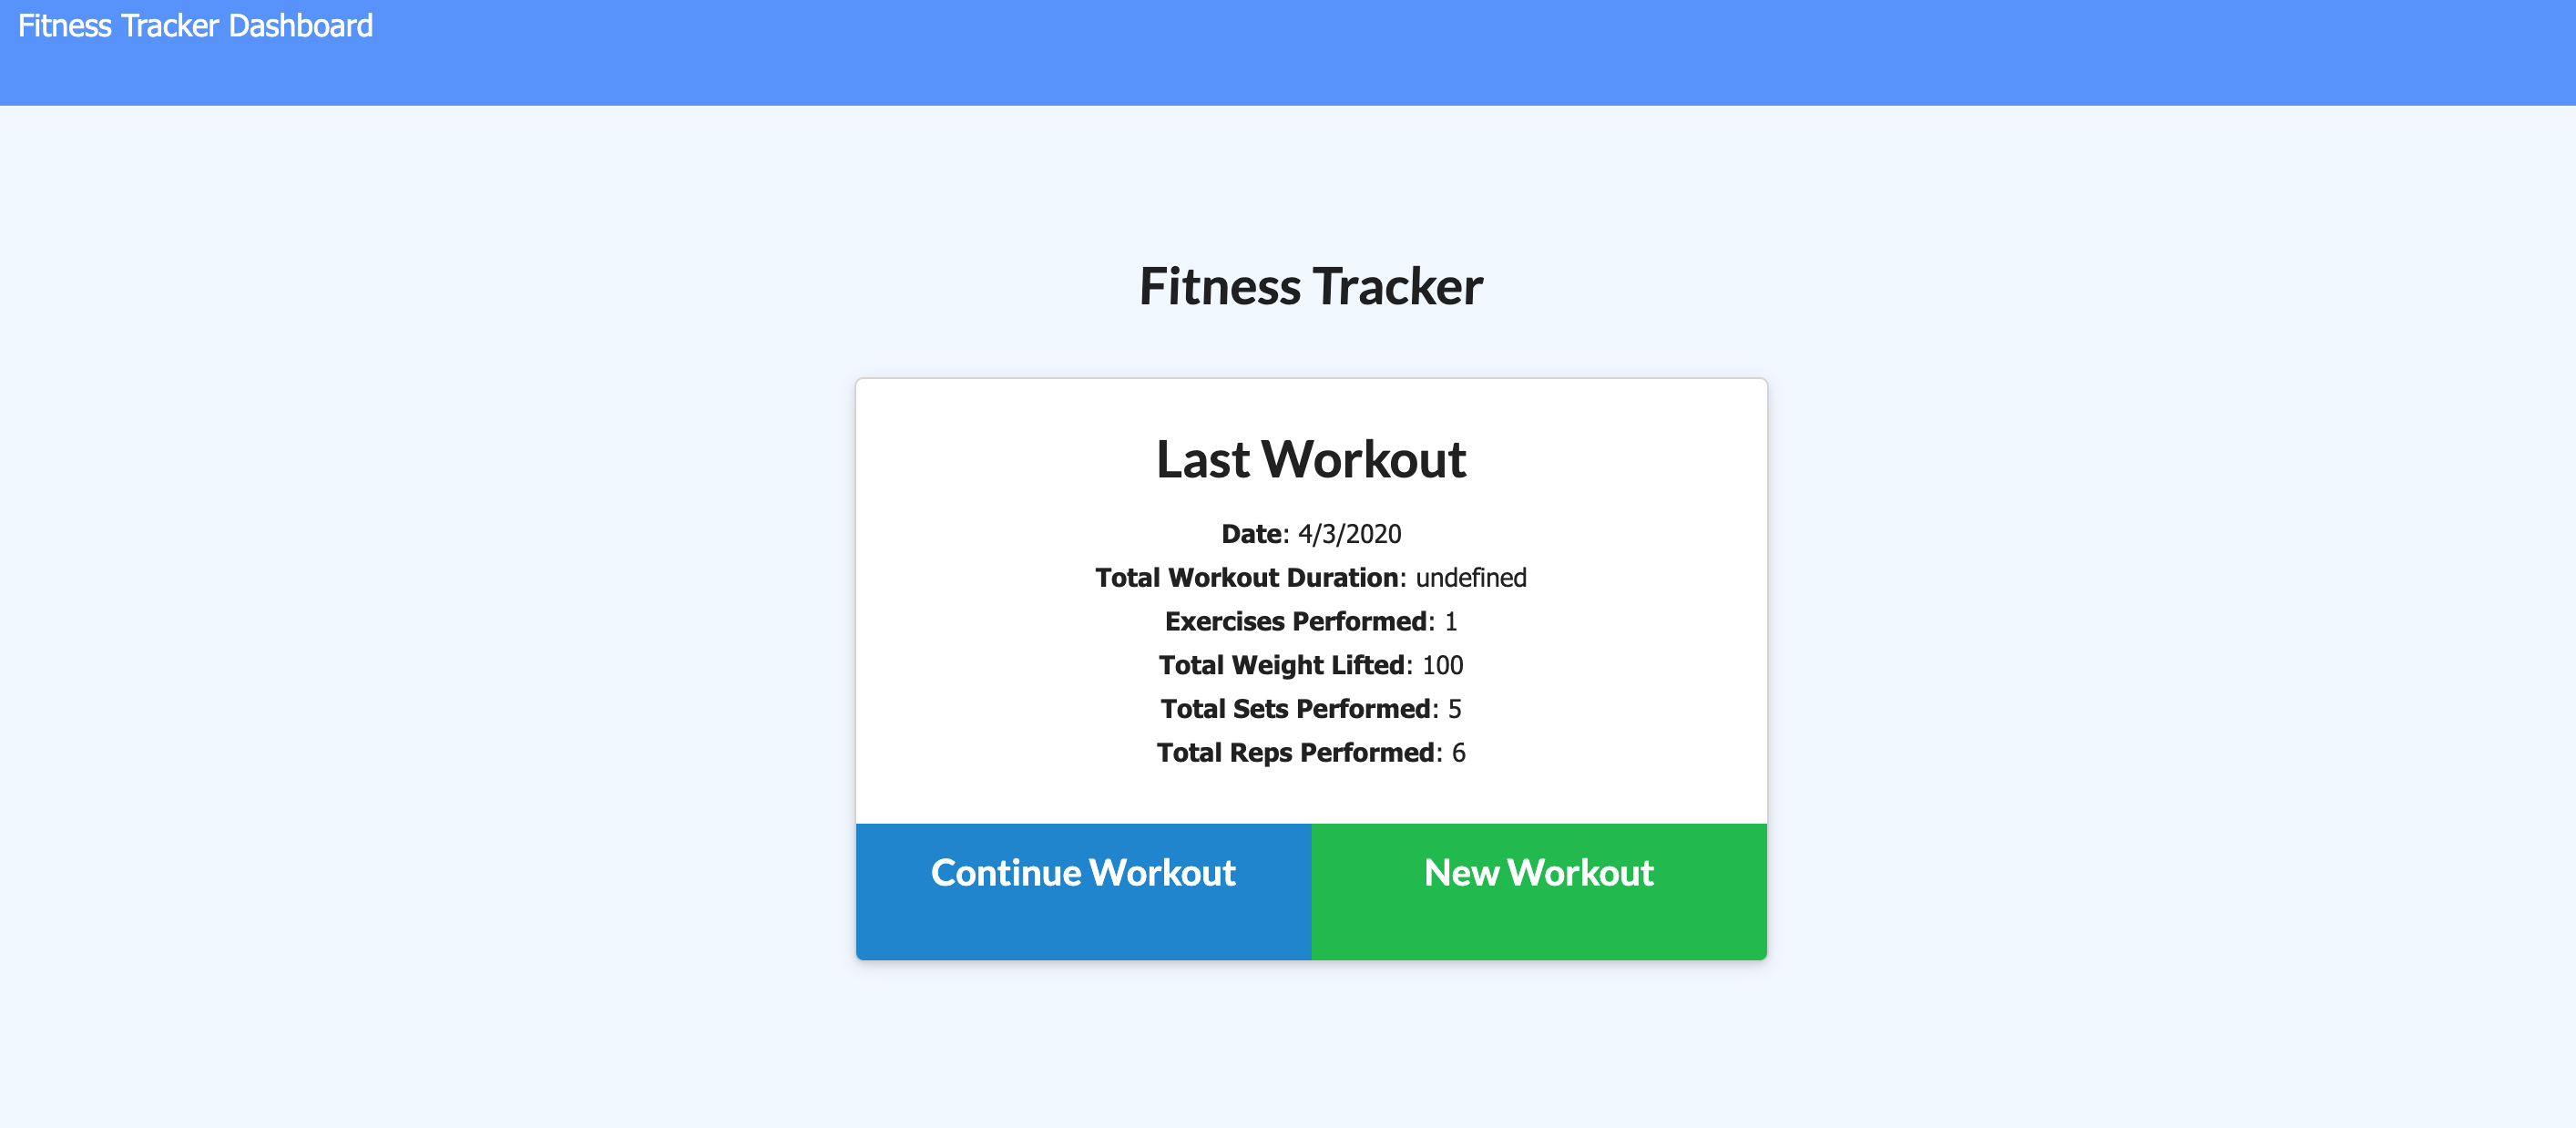 Fitness Tracker Dashboard
Fitness Tracker
Last Workout
Date: 4/3/2020
Total Workout Duration: undefined
Exercises Performed: 1
Total Weight Lifted: 100
Total Sets Performed: 5
Total Reps Performed: 6
Continue Workout
New Workout